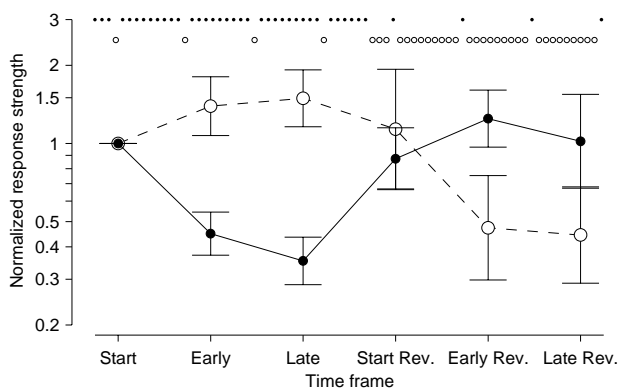 Normalized response strength
3
2
1.5
1
0.5
0.4
0.3
0.2
Start Early Late Start Rev. Early Rev. Late Rev.
Time frame